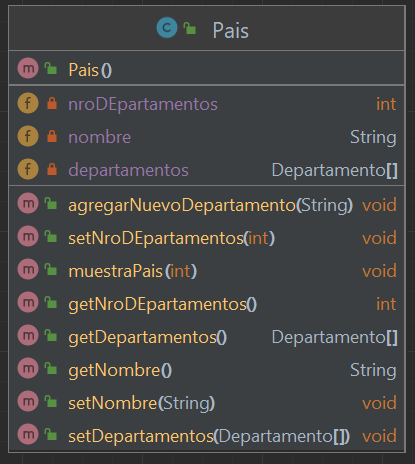 Pais
Pais()
nroDEpartamentos int
nombre String
departamentos Departamento[]
agregarNuevoDepartamento(String) void
setNroDEpartamentos(int) void
muestraPais(int) void
getNroDEpartamentos() int
getDepartamentos() Departamento[]
getNombre() String
setNombre(String) void
setDepartamentos(Departamento[]) void